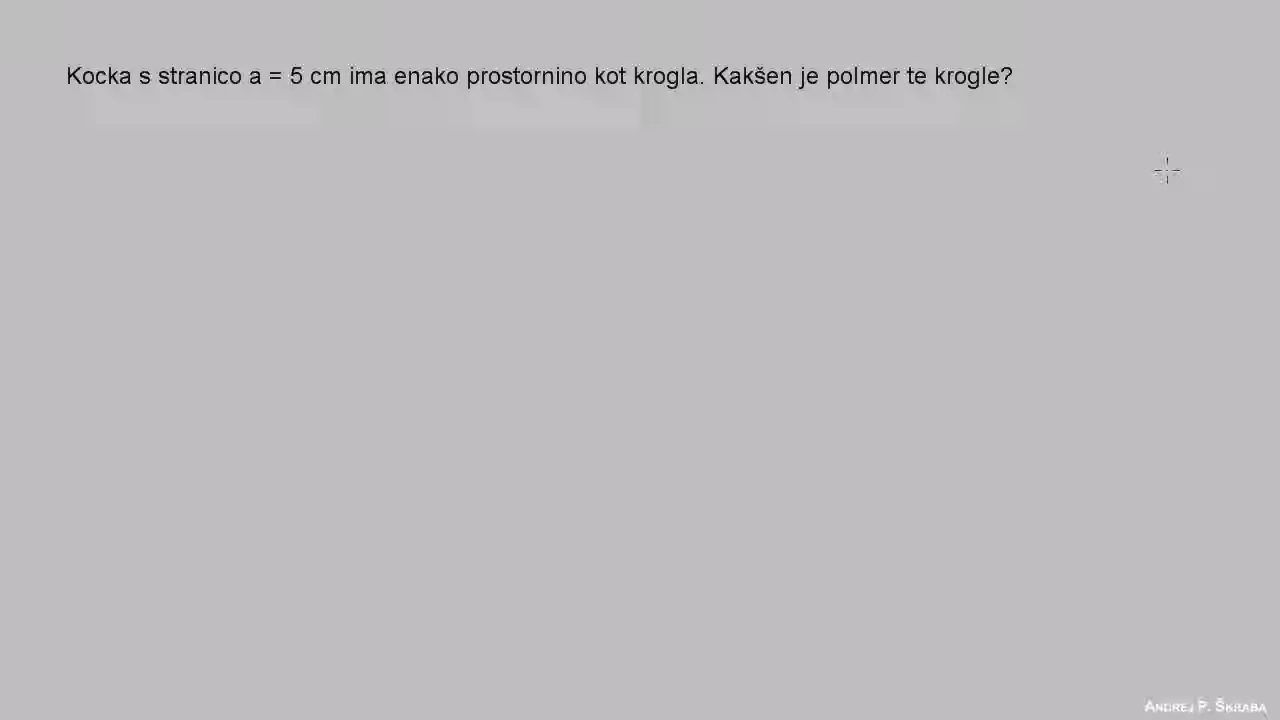 Kocka s stranico a = 5 cm ima enako prostornino kot krogla. Kakšen je polmer te krogle?
Andrej P. Škraba